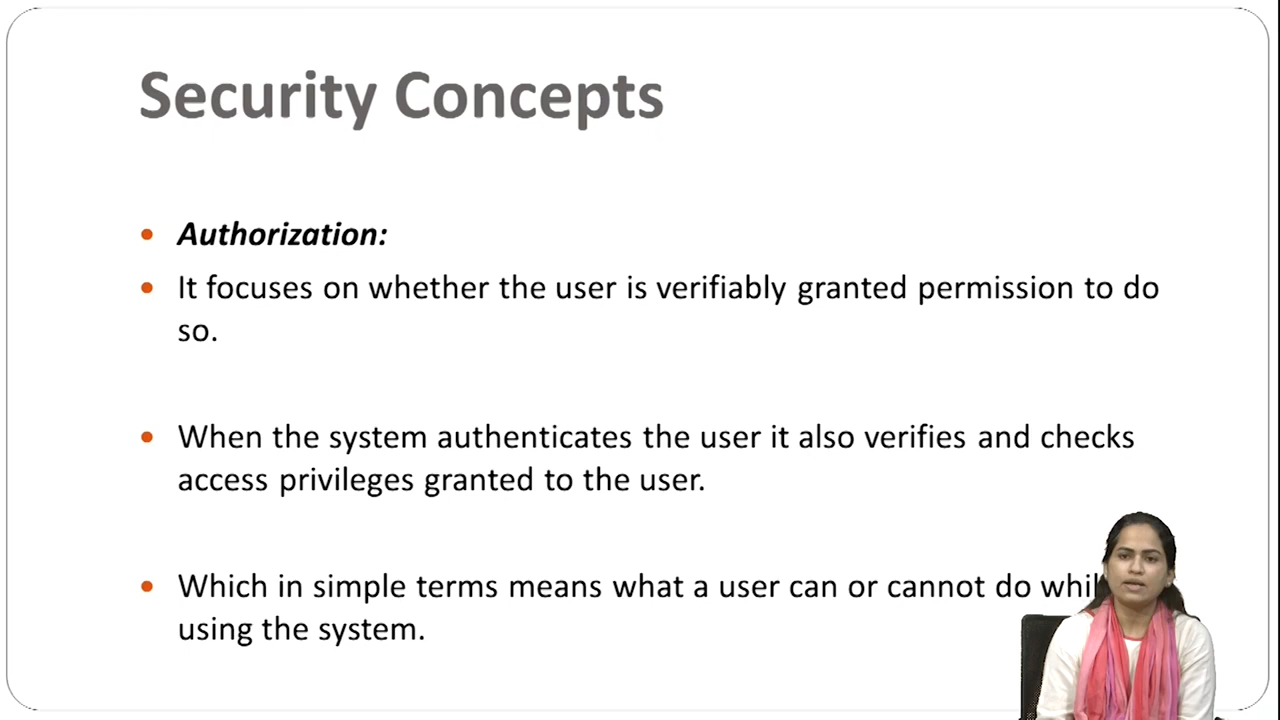 Security Concepts
Authorization:
It focuses on whether the user is verifiably granted permission to do
so.
When the system authenticates the user it also verifies and checks
access privileges granted to the user.
Which in simple terms means what a user can or cannot do
using the system.